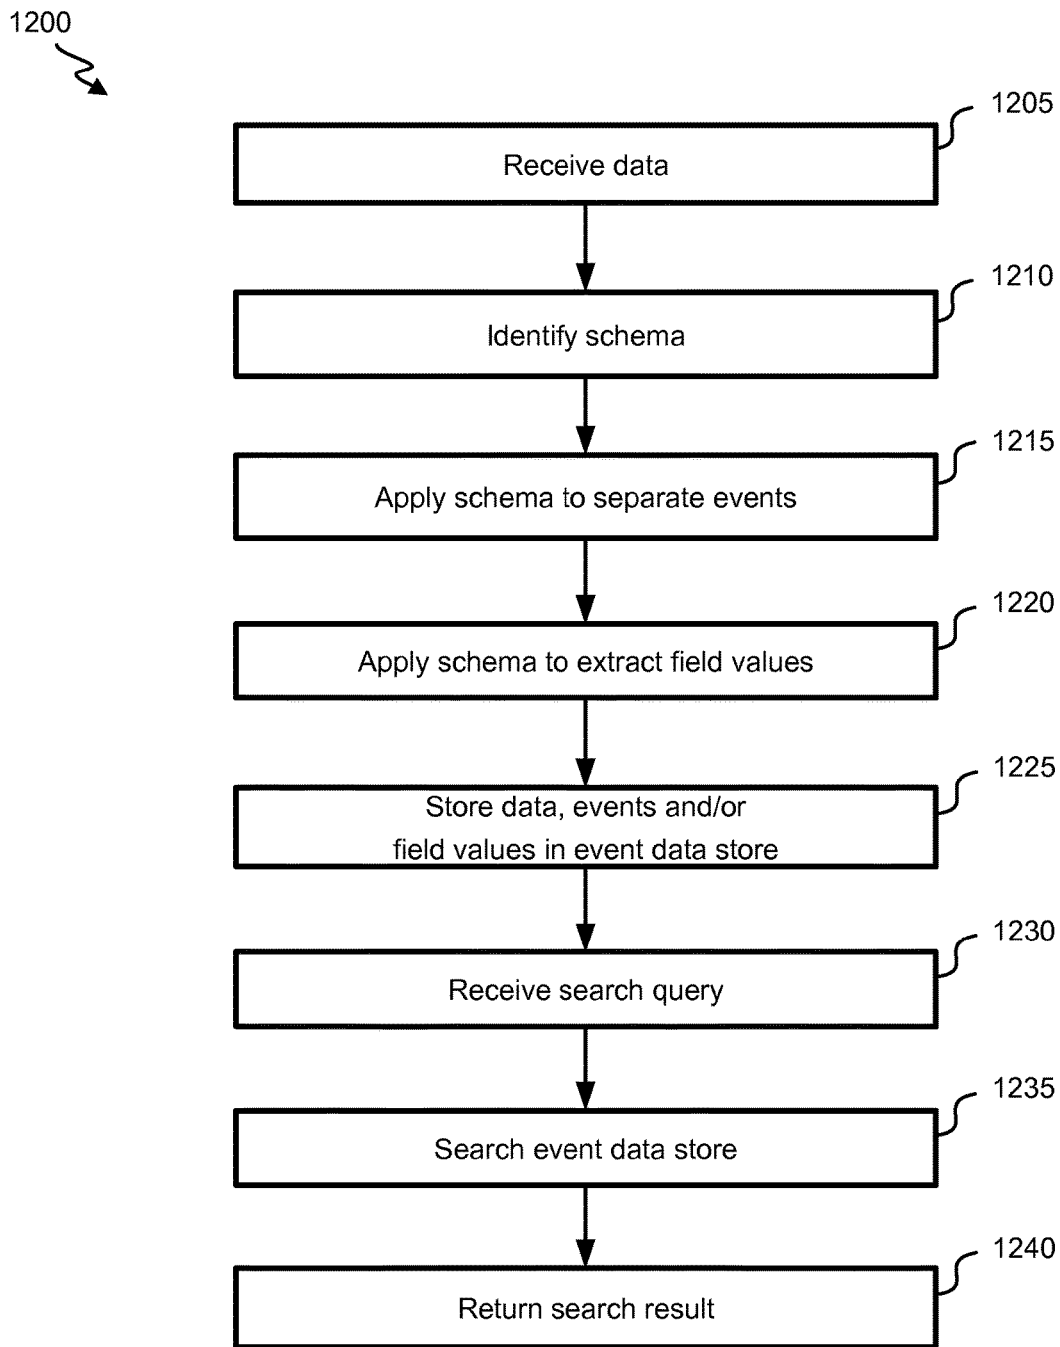 1200
1205
Receive data
1210
Identify schema
1215
Apply schema to separate events
1220
Apply schema to extract field values
1225
Store data, events and/or
field values in event data store
1230
Receive search query
1235
Search event data store
1240
Return search result